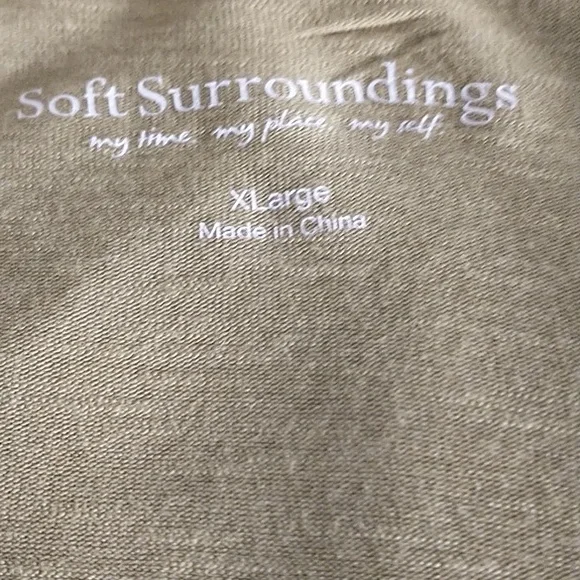 Soft Surroundings
my time. my place. my self.
XLarge
Made in China